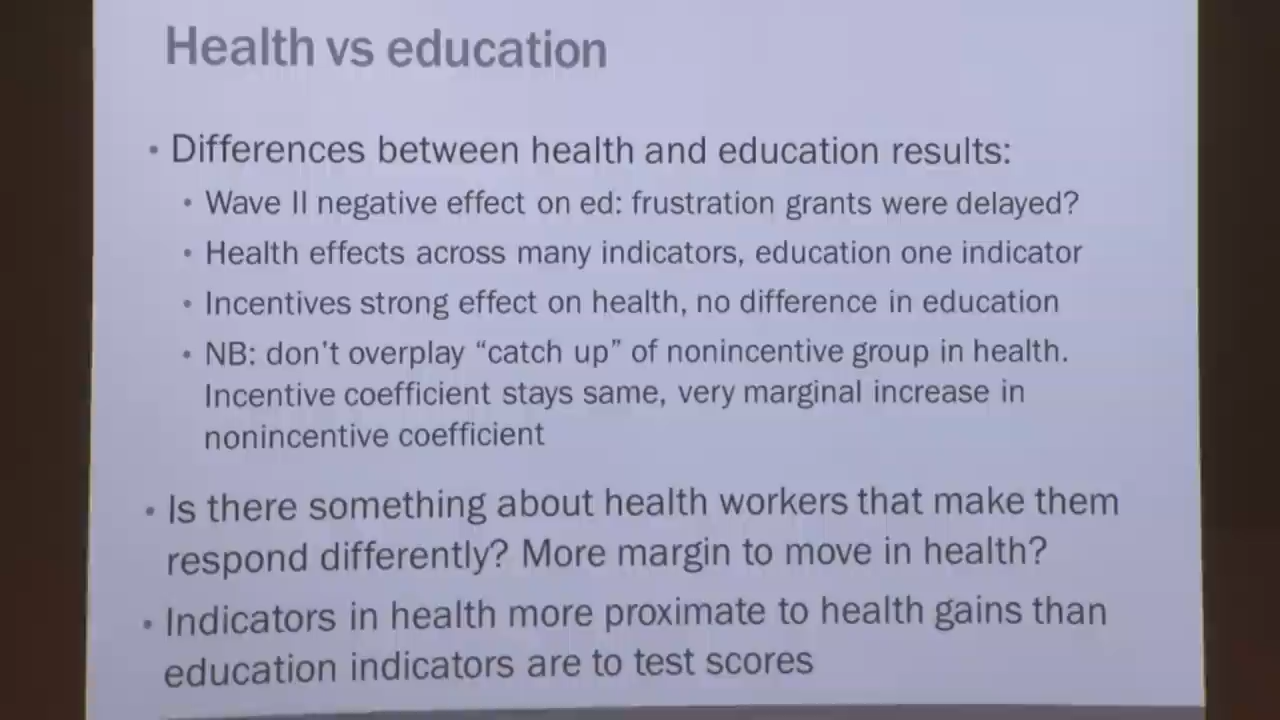 Health vs education
• Differences between health and education results:
• Wave II negative effect on ed: frustration grants were delayed?
• Health effects across many indicators, education one indicator
• Incentives strong effect on health, no difference in education
• NB: don't overplay “catch up” of nonincentive group in health.
Incentive coefficient stays same, very marginal increase in
nonincentive coefficient
• Is there something about health workers that make them
respond differently? More margin to move in health?
• Indicators in health more proximate to health gains than
education indicators are to test scores